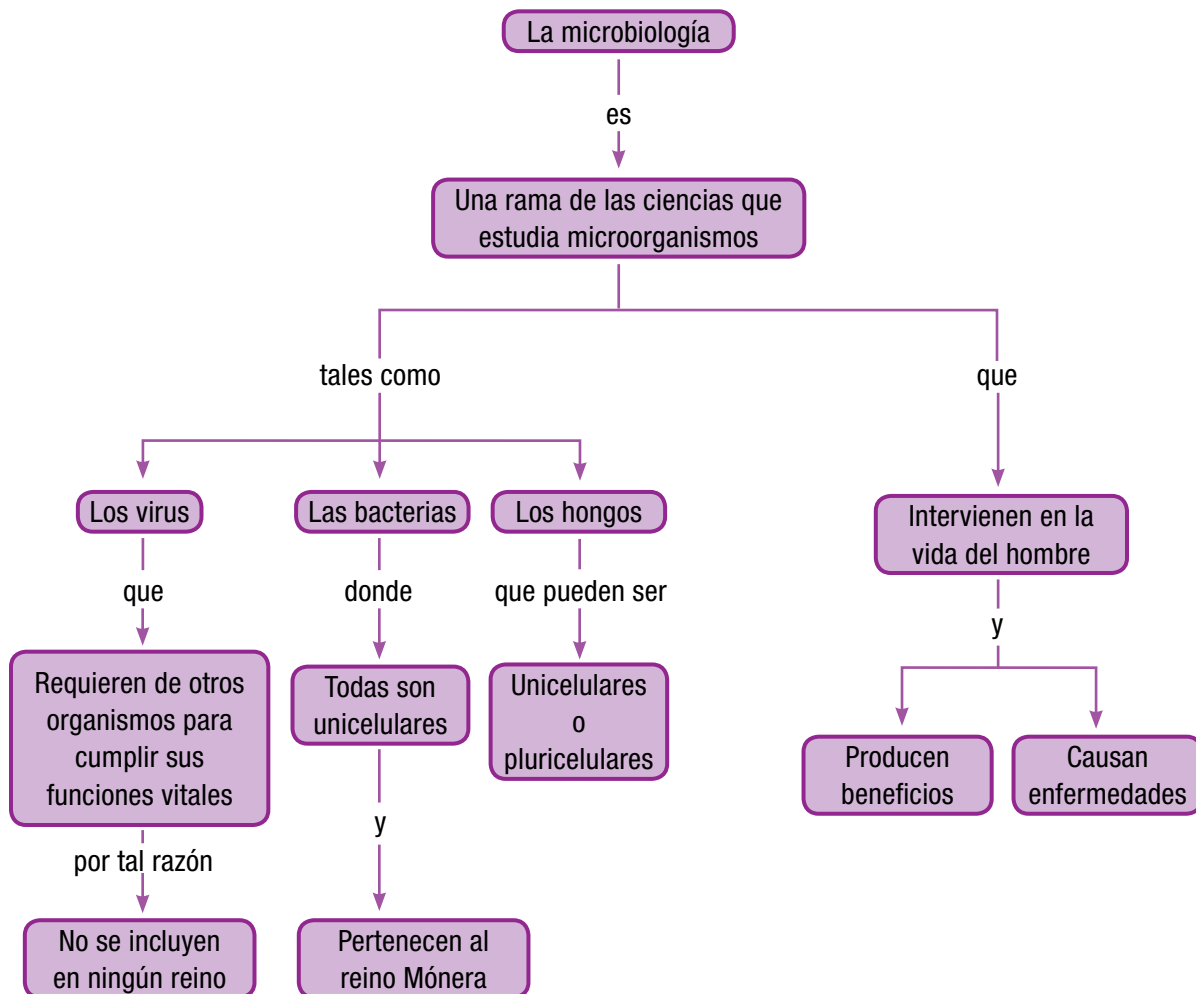 La microbiología
es
Una rama de las ciencias que
estudia microorganismos
tales como
que
Los virus
Las bacterias
Los hongos
Intervienen en la
vida del hombre
que
donde
que pueden ser
y
Requieren de otros
organismos para
cumplir sus
funciones vitales
Todas son
unicelulares
Unicelulares
o
pluricelulares
Producen
beneficios
Causan
enfermedades
por tal razón
y
No se incluyen
en ningún reino
Pertenecen al
reino Mónera